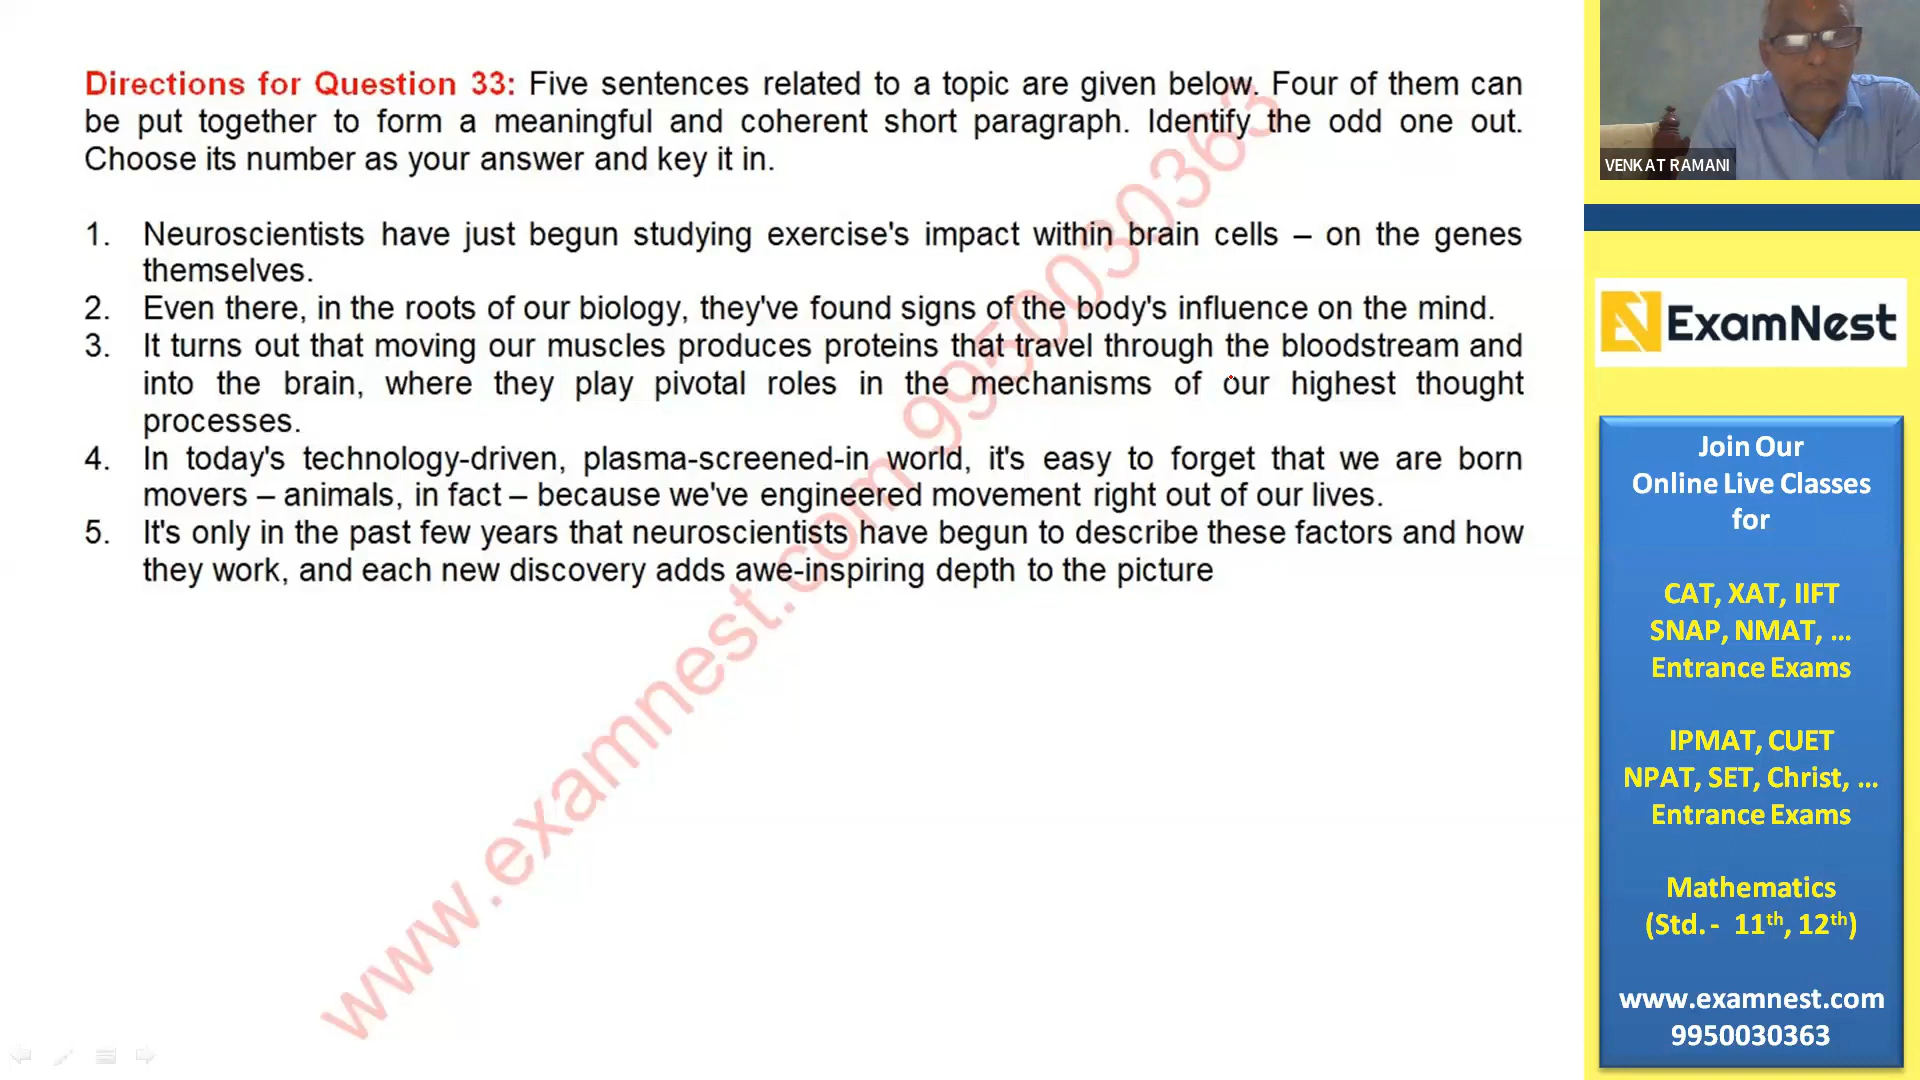 Directions for Question 33: Five sentences related to a topic are given below. Four of them can
be put together to form a meaningful and coherent short paragraph. Identify the odd one out.
Choose its number as your answer and key it in.
1. Neuroscientists have just begun studying exercise's impact within brain cells – on the genes
themselves.
2. Even there, in the roots of our biology, they've found signs of the body's influence on the mind.
3. It turns out that moving our muscles produces proteins that travel through the bloodstream and
into the brain, where they play pivotal roles in the mechanisms of our highest thought
processes.
4. In today's technology-driven, plasma-screened-in world, it's easy to forget that we are born
movers – animals, in fact – because we've engineered movement right out of our lives.
5. It's only in the past few years that neuroscientists have begun to describe these factors and how
they work, and each new discovery adds awe-inspiring depth to the picture
www.examnest.com 9950030363
VENKAT RAMANI
ExamNest
Join Our
Online Live Classes
for
CAT, XAT, IIFT
SNAP, NMAT, ...
Entrance Exams
IPMAT, CUET
NPAT, SET, Christ, ...
Entrance Exams
Mathematics
(Std. - 11th, 12th)
www.examnest.com
9950030363